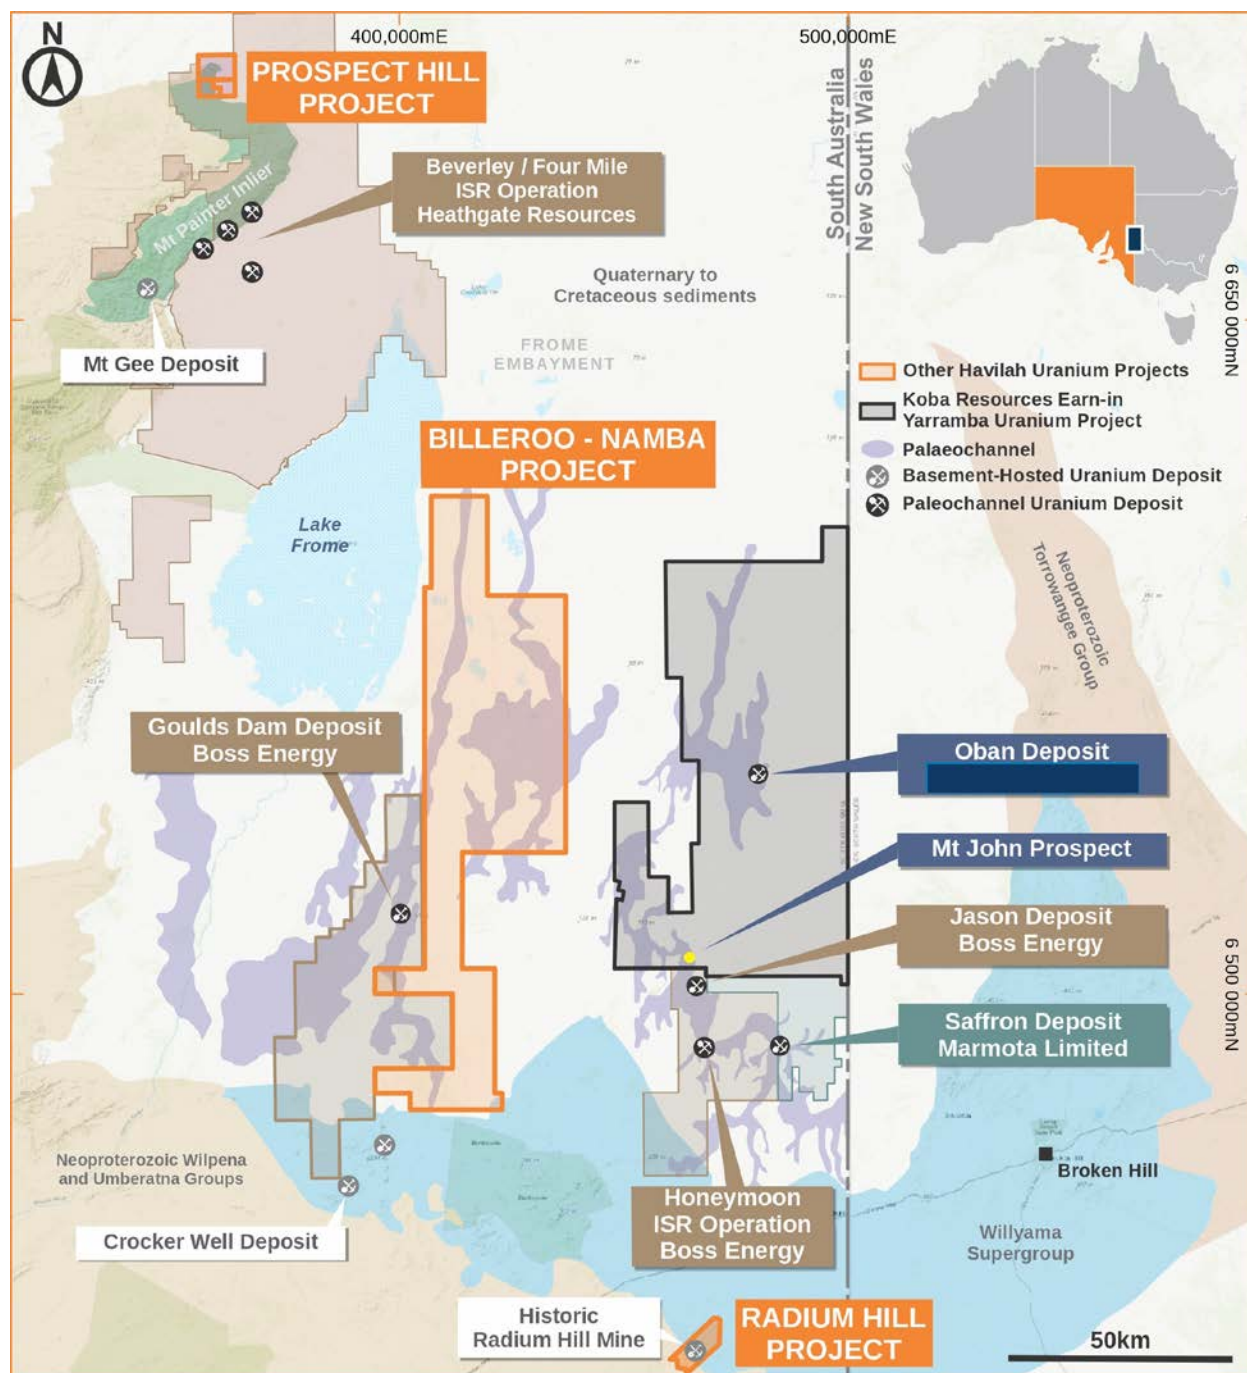 N
400,000mE
500,000mE
PROSPECT HILL
PROJECT
South Australia
New South Wales
Beverley / Four Mile
ISR Operation
Heathgate Resources
Mt Painter Inlier
Quaternary to
Cretaceous sediments
6 650 000mN
FROME
EMBAYMENT
Mt Gee Deposit
Other Havilah Uranium Projects
Koba Resources Earn-in
Yarramba Uranium Project
Palaeochannel
Basement-Hosted Uranium Deposit
Paleochannel Uranium Deposit
BILLEROO - NAMBA
PROJECT
Lake
Frome
Neoproterozoic
Torrowangee Group
Goulds Dam Deposit
Boss Energy
Oban Deposit
Mt John Prospect
Jason Deposit
Boss Energy
6 500 000mN
Saffron Deposit
Marmota Limited
Neoproterozoic Wilpena
and Umberatna Groups
Broken Hill
Crocker Well Deposit
Honeymoon
ISR Operation
Boss Energy
Willyama
Supergroup
Historic
Radium Hill Mine
RADIUM HILL
PROJECT
50km